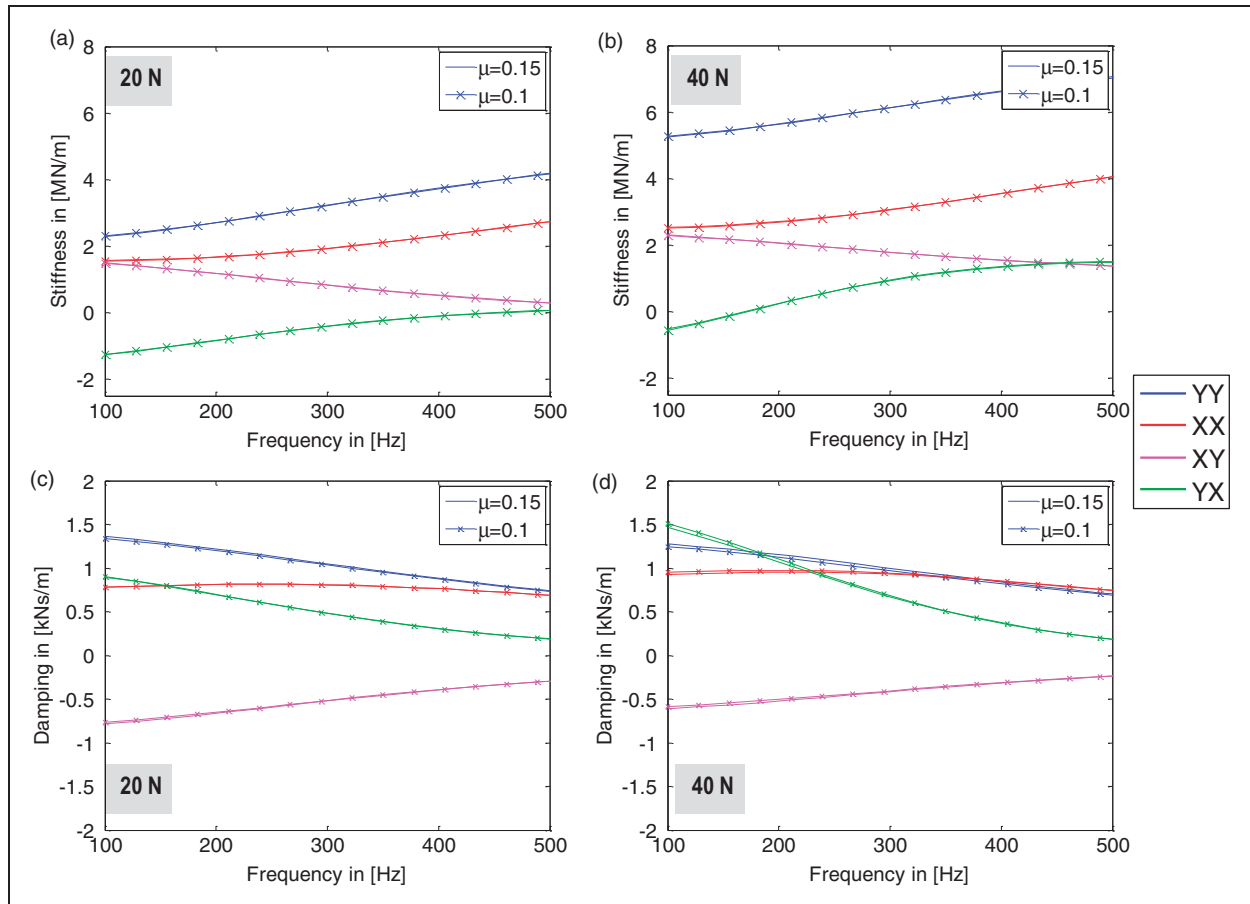 (a)
8
6
4
2
0
-2
100
200
300
400
500
Stiffness in [MN/m]
Frequency in [Hz]
20 N
μ=0.15
μ=0.1
(b)
8
6
4
2
0
-2
100
200
300
400
500
Stiffness in [MN/m]
Frequency in [Hz]
40 N
μ=0.15
μ=0.1
YY
XX
XY
YX
(c)
2
1.5
1
0.5
0
-0.5
-1
-1.5
-2
100
200
300
400
500
Damping in [kNs/m]
Frequency in [Hz]
20 N
μ=0.15
μ=0.1
(d)
2
1.5
1
0.5
0
-0.5
-1
-1.5
-2
100
200
300
400
500
Damping in [kNs/m]
Frequency in [Hz]
40 N
μ=0.15
μ=0.1